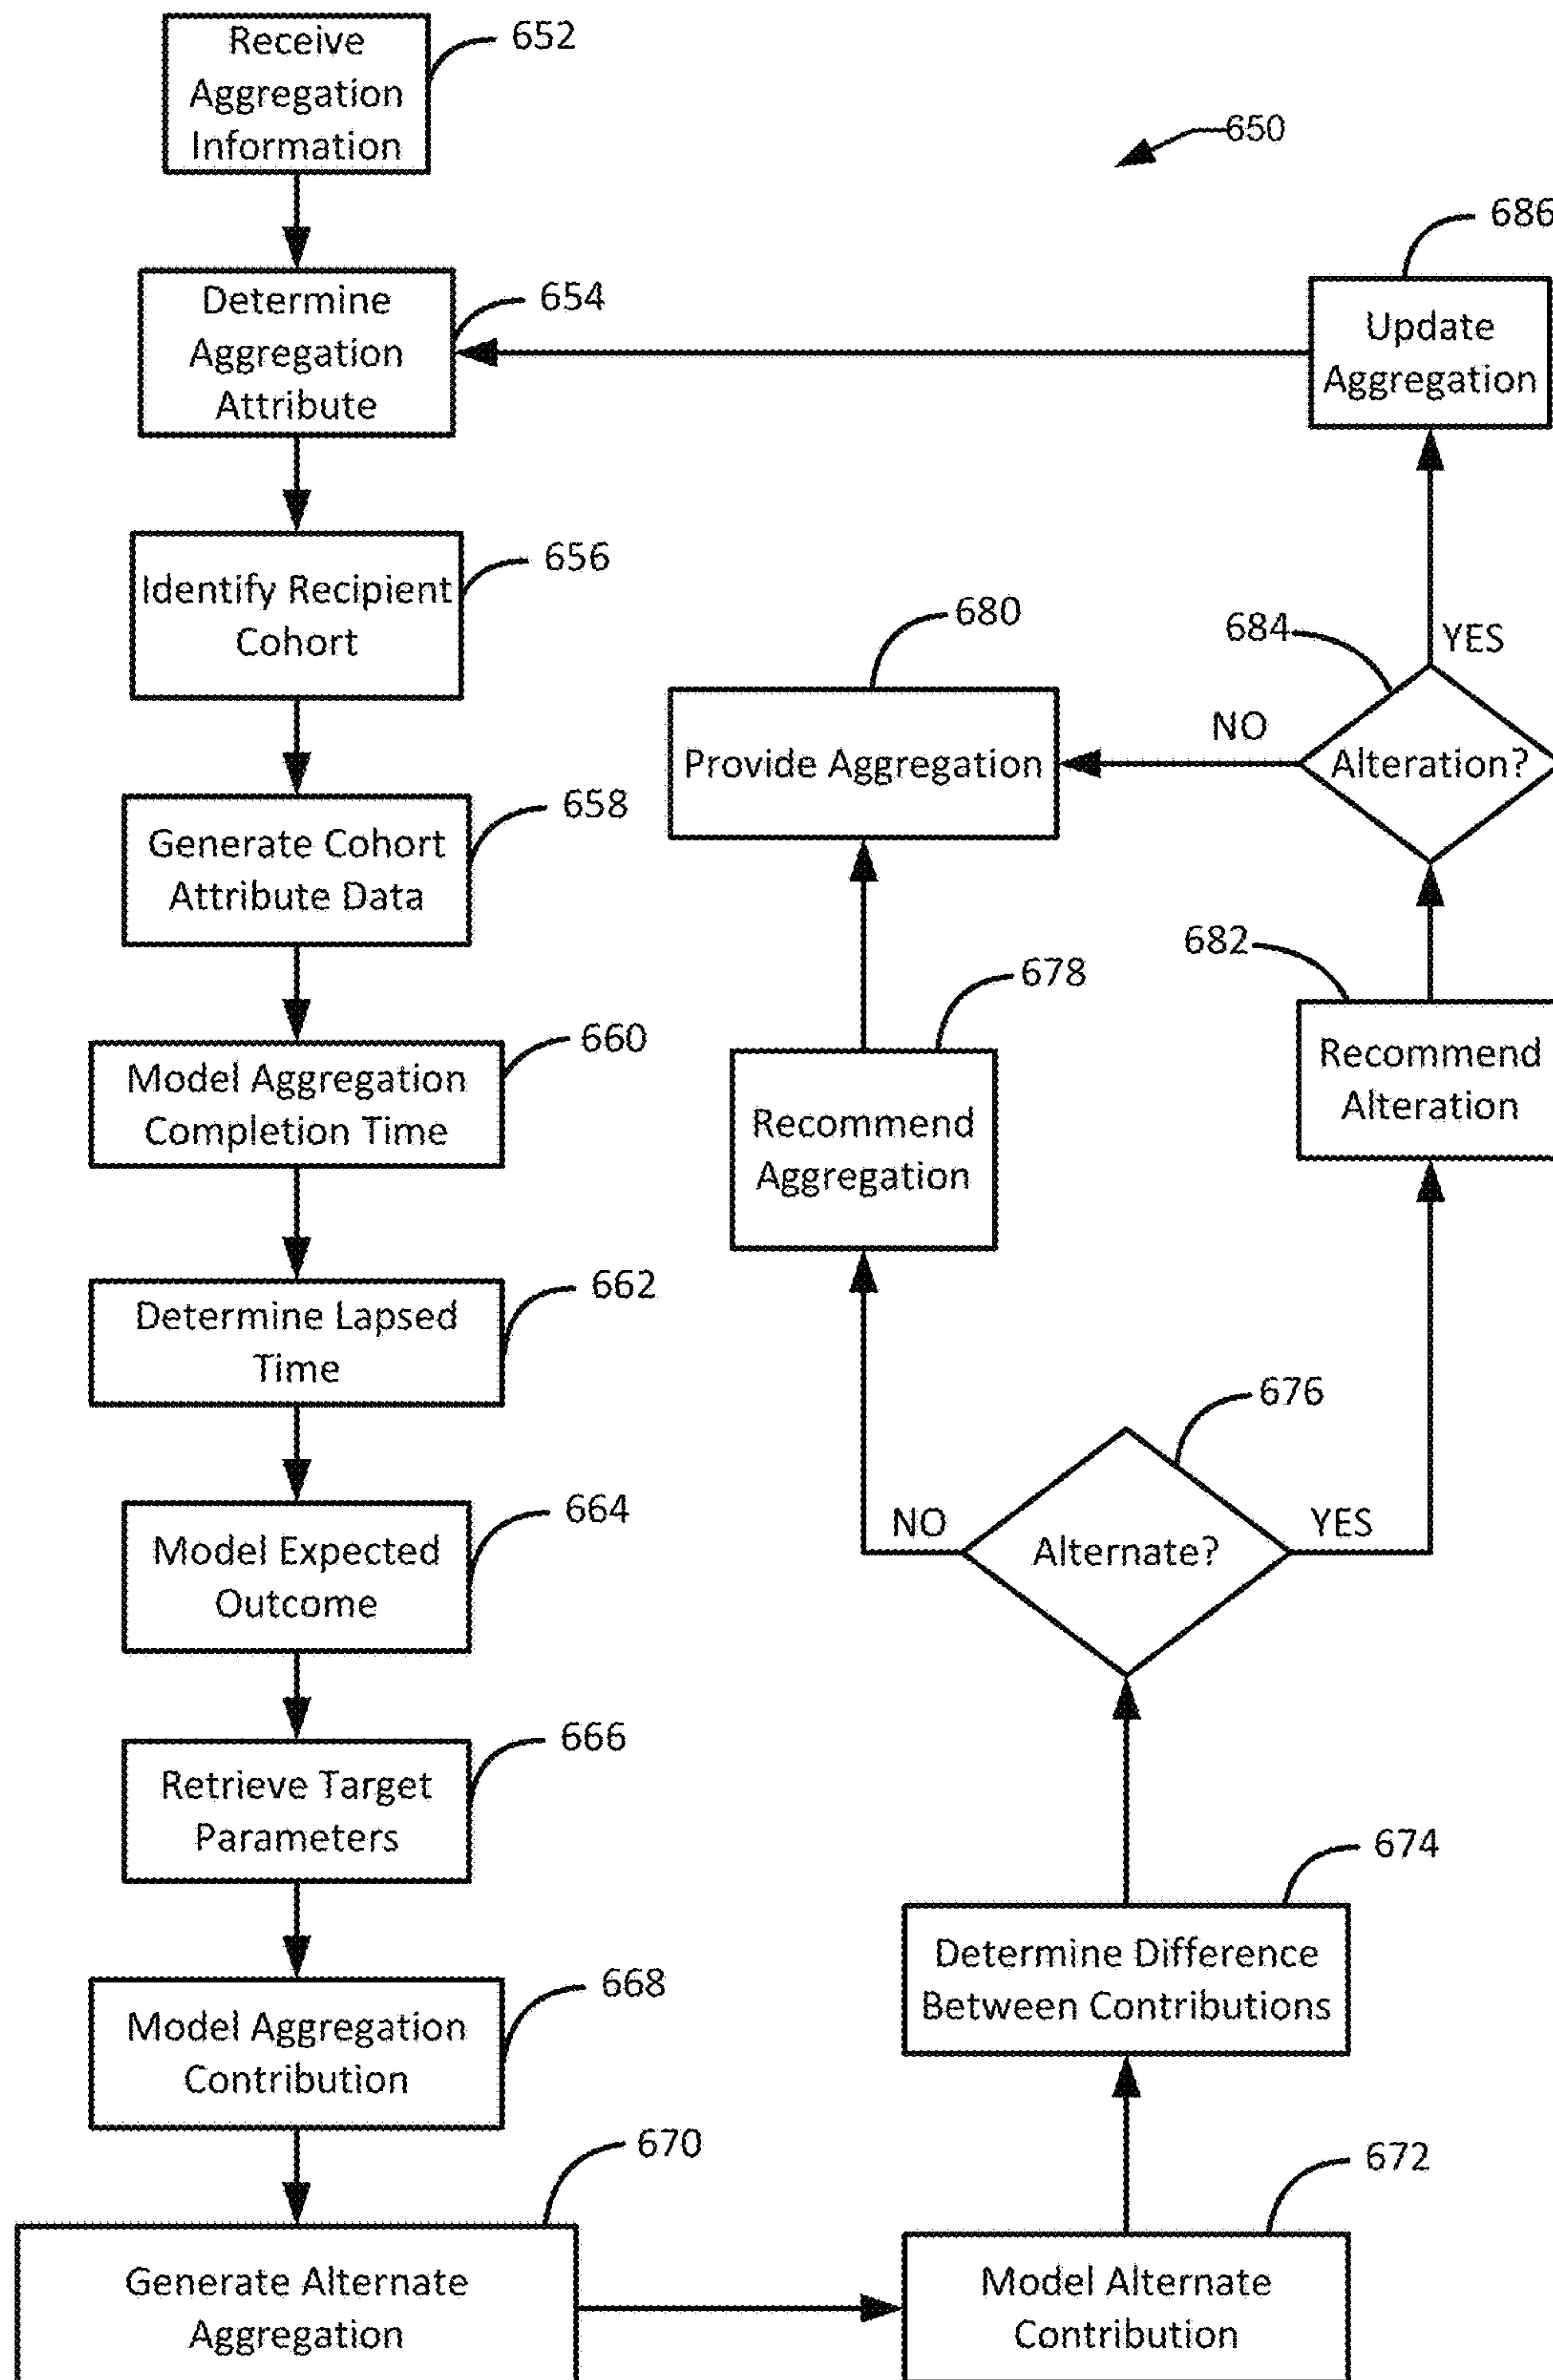 Receive
Aggregation
Information
652
650
Determine
Aggregation
Attribute
654
686
Update
Aggregation
Identify Recipient
Cohort
656
680
684
YES
Provide Aggregation
NO
Alteration?
Generate Cohort
Attribute Data
658
678
682
Recommend
Aggregation
Recommend
Alteration
Model Aggregation
Completion Time
660
Determine Lapsed
Time
662
676
NO
Alternate?
YES
Model Expected
Outcome
664
Retrieve Target
Parameters
666
674
Determine Difference
Between Contributions
Model Aggregation
Contribution
668
670
Generate Alternate
Aggregation
672
Model Alternate
Contribution